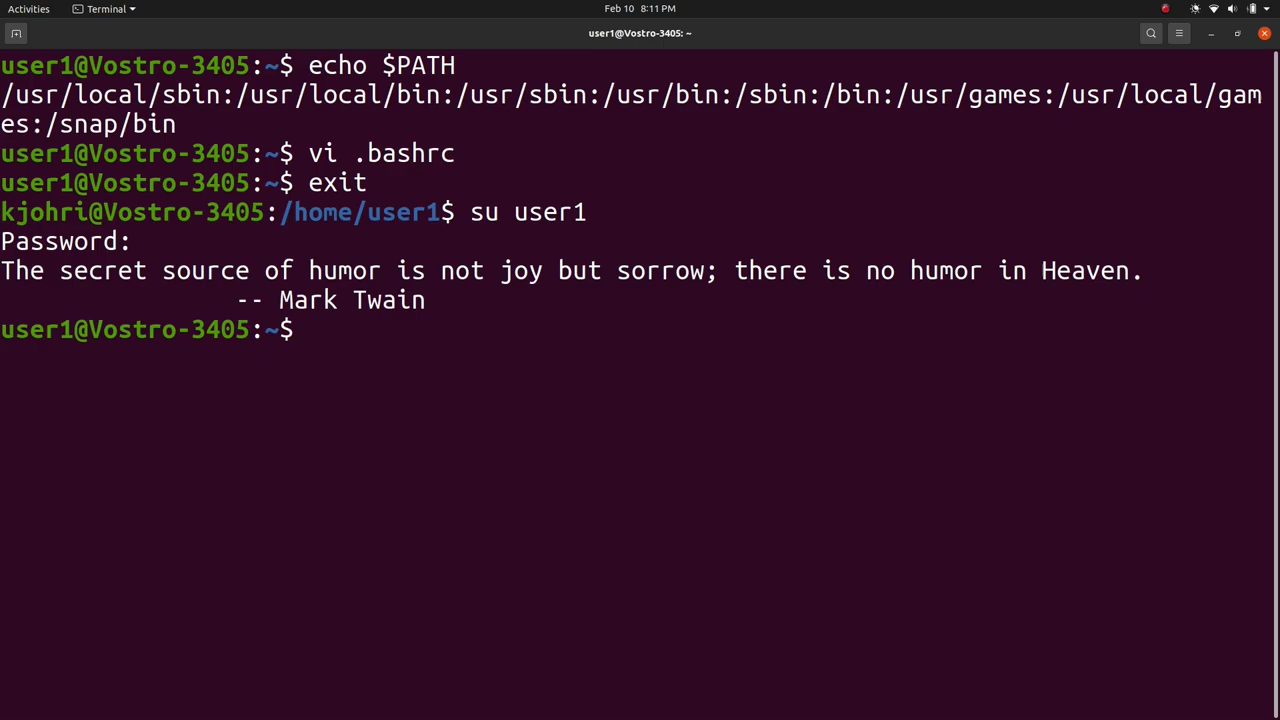 Activities
Terminal
Feb 10 8:11 PM
user1@Vostro-3405: ~
user1@Vostro-3405:~$ echo $PATH
/usr/local/sbin:/usr/local/bin:/usr/sbin:/usr/bin:/sbin:/bin:/usr/games:/usr/local/gam
es:/snap/bin
user1@Vostro-3405:~$ vi .bashrc
user1@Vostro-3405:~$ exit
kjohri@Vostro-3405:/home/user1$ su user1
Password:
The secret source of humor is not joy but sorrow; there is no humor in Heaven.
-- Mark Twain
user1@Vostro-3405:~$